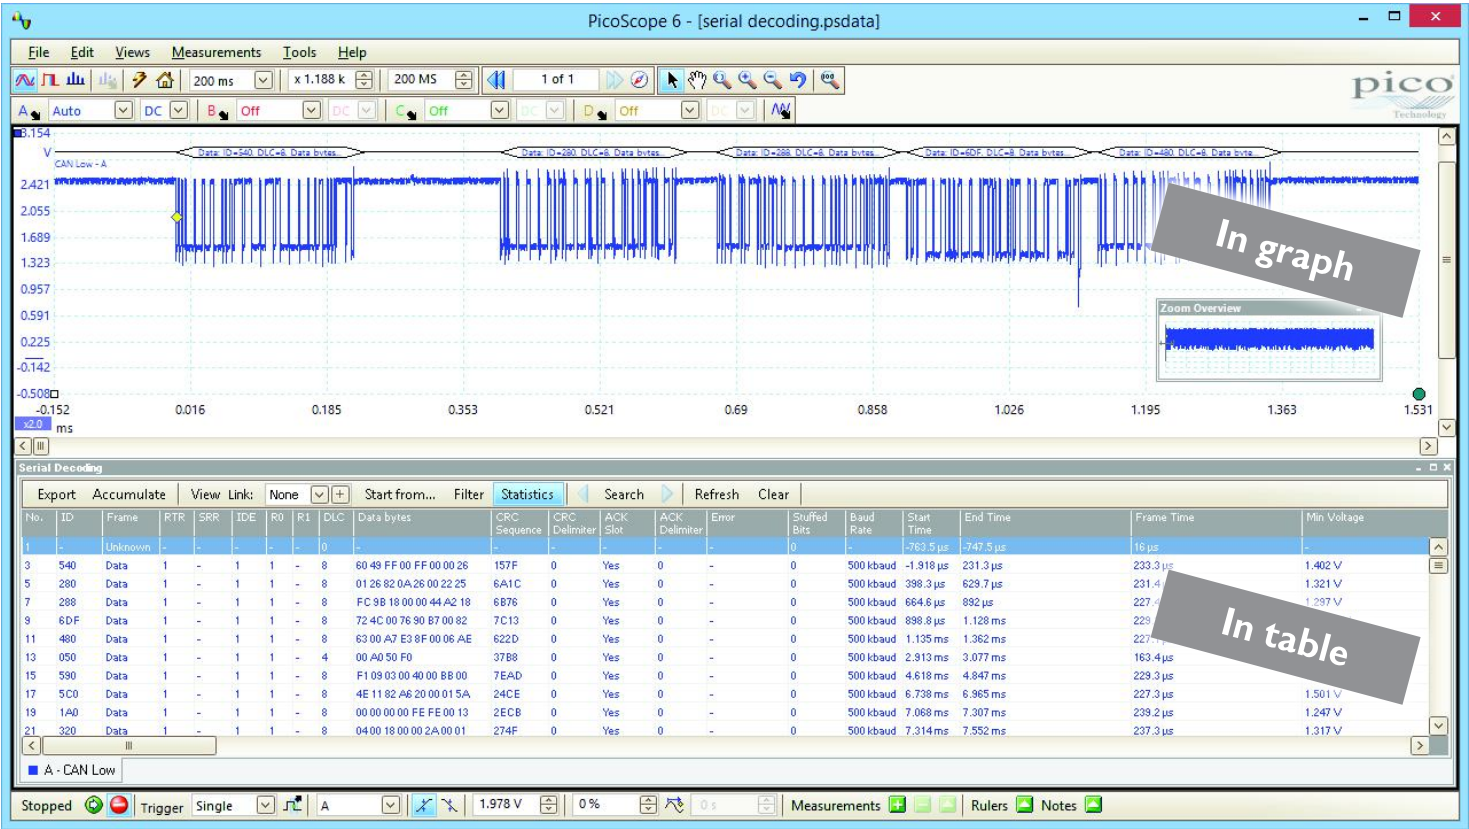 PicoScope 6 - [serial decoding.psdata]
File Edit Views Measurements Tools Help
200 ms x 1.188 k 200 MS 1 of 1
pico
Technology
A Auto DC B Off DC C Off DC D Off DC
3.154
V
CAN Low - A
Data: ID=540, DLC=8, Data bytes...
Data: ID=280, DLC=8, Data bytes...
Data: ID=288, DLC=8, Data bytes...
Data: ID=6DF, DLC=8, Data bytes...
Data: ID=480, DLC=8, Data byte...
2.421
2.055
1.689
1.323
0.957
0.591
0.225
-0.142
-0.508
In graph
Zoom Overview
-0.152 0.016 0.185 0.353 0.521 0.69 0.858 1.026 1.195 1.363 1.531
x2.0 ms
Serial Decoding
Export Accumulate View Link: None Start from... Filter Statistics Search Refresh Clear
No. ID Frame RTR SRR IDE R0 R1 DLC Data bytes CRC Sequence CRC Delimiter ACK Slot ACK Delimiter Error Stuffed Bits Baud Rate Start Time End Time Frame Time Min Voltage
1 - Unknown - - - - - 0 - - - - - - 0 - -763.5 µs -747.5 µs 16 µs -
3 540 Data 1 - 1 1 - 8 60 49 FF 00 FF 00 00 26 157F 0 Yes 0 - 0 500 kbaud -1.918 µs 231.3 µs 233.3 µs 1.402 V
5 280 Data 1 - 1 1 - 8 01 26 82 0A 26 00 22 25 6A1C 0 Yes 0 - 0 500 kbaud 398.3 µs 629.7 µs 231.4 µs 1.321 V
7 288 Data 1 - 1 1 - 8 FC 9B 18 00 00 44 A2 18 6B76 0 Yes 0 - 0 500 kbaud 664.6 µs 892 µs 227.4 1.297 V
9 6DF Data 1 - 1 1 - 8 72 4C 00 76 90 B7 00 82 7C13 0 Yes 0 - 0 500 kbaud 898.8 µs 1.128 ms 229
11 480 Data 1 - 1 1 - 8 63 00 A7 E3 8F 00 06 AE 622D 0 Yes 0 - 0 500 kbaud 1.135 ms 1.362 ms 227.
13 050 Data 1 - 1 1 - 4 00 A0 50 F0 37B8 0 Yes 0 - 0 500 kbaud 2.913 ms 3.077 ms 163.4 µs
15 590 Data 1 - 1 1 - 8 F1 09 03 00 40 00 BB 00 7EAD 0 Yes 0 - 0 500 kbaud 4.618 ms 4.847 ms 229.3 µs
17 5C0 Data 1 - 1 1 - 8 4E 11 82 A6 20 00 01 5A 24CE 0 Yes 0 - 0 500 kbaud 6.738 ms 6.965 ms 227.3 µs 1.501 V
19 1A0 Data 1 - 1 1 - 8 00 00 00 00 FE FE 00 13 2ECB 0 Yes 0 - 0 500 kbaud 7.068 ms 7.307 ms 239.2 µs 1.247 V
21 320 Data 1 - 1 1 - 8 04 00 18 00 00 2A 00 01 274F 0 Yes 0 - 0 500 kbaud 7.314 ms 7.552 ms 237.3 µs 1.317 V
In table
A - CAN Low
Stopped Trigger Single A 1.978 V 0 % 0 s Measurements Rulers Notes